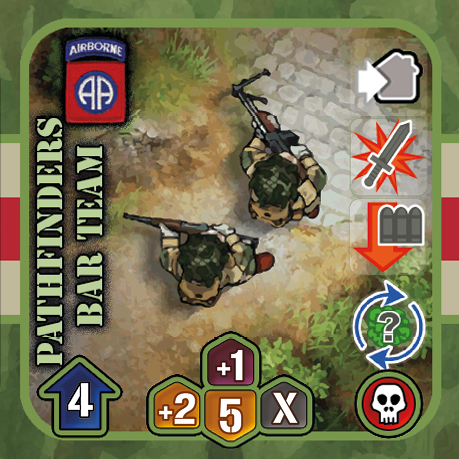 AIRBORNE
AA
PATHFINDERS
BAR TEAM
?
+1
4
+2 5 X